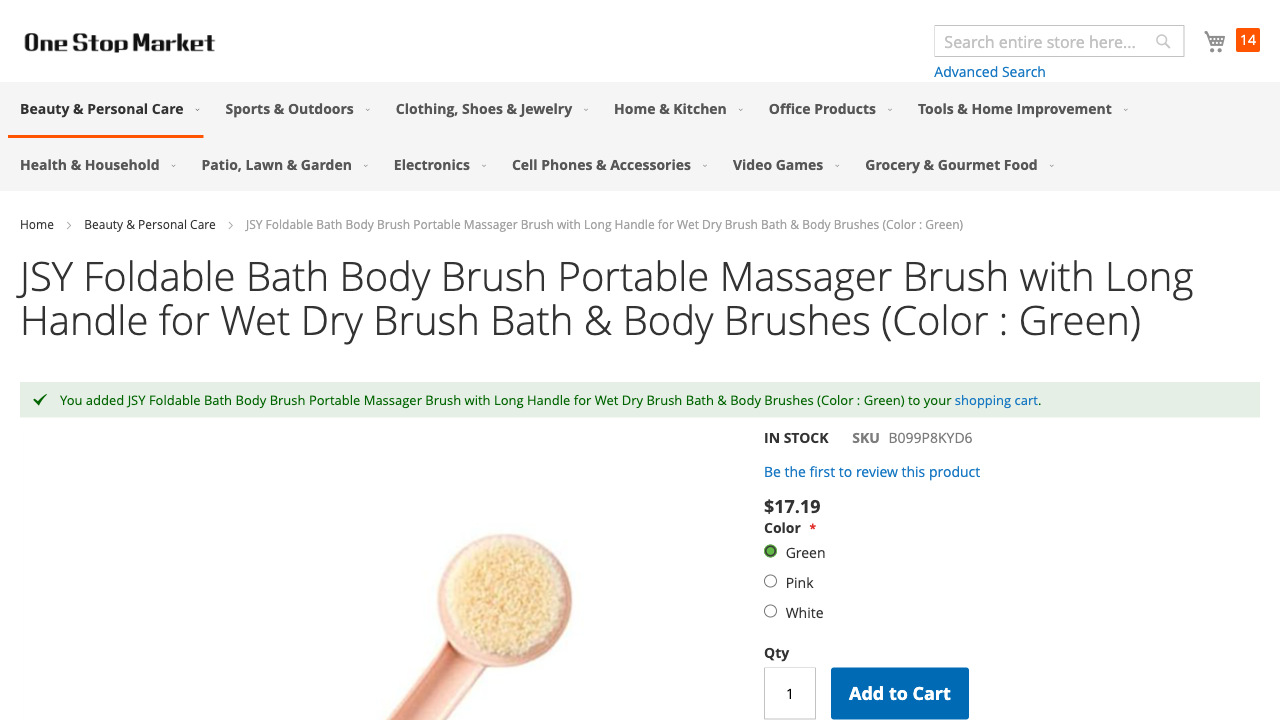 One Stop Market
Search entire store here...
14
Advanced Search
Beauty & Personal Care
Sports & Outdoors
Clothing, Shoes & Jewelry
Home & Kitchen
Office Products
Tools & Home Improvement
Health & Household
Patio, Lawn & Garden
Electronics
Cell Phones & Accessories
Video Games
Grocery & Gourmet Food
Home > Beauty & Personal Care > JSY Foldable Bath Body Brush Portable Massager Brush with Long Handle for Wet Dry Brush Bath & Body Brushes (Color : Green)
JSY Foldable Bath Body Brush Portable Massager Brush with Long
Handle for Wet Dry Brush Bath & Body Brushes (Color : Green)
You added JSY Foldable Bath Body Brush Portable Massager Brush with Long Handle for Wet Dry Brush Bath & Body Brushes (Color : Green) to your shopping cart.
IN STOCK SKU B099P8KYD6
Be the first to review this product
$17.19
Color *
Green
Pink
White
Qty
1
Add to Cart